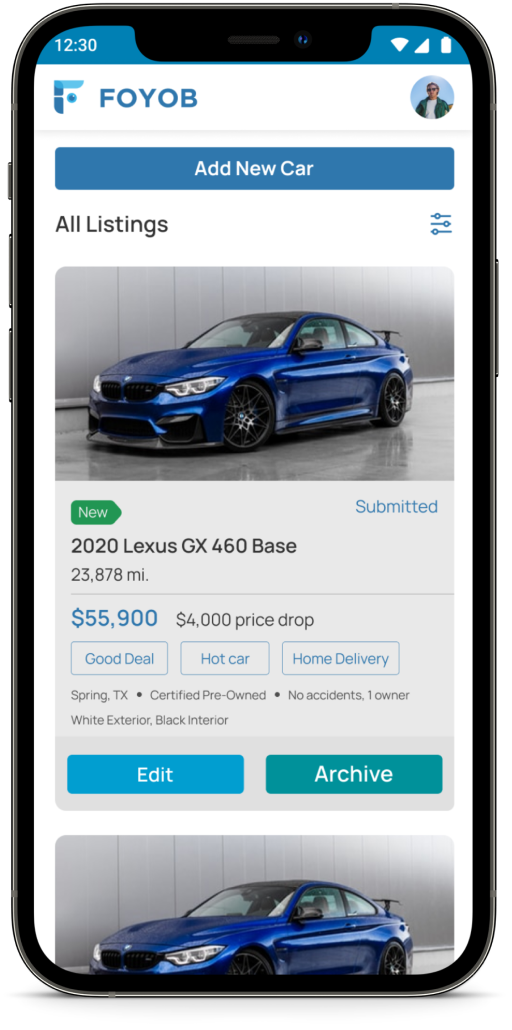 12:30
FOYOB
Add New Car
All Listings
New
Submitted
2020 Lexus GX 460 Base
23,878 mi.
$55,900 $4,000 price drop
Good Deal Hot car Home Delivery
Spring, TX • Certified Pre-Owned • No accidents, 1 owner
White Exterior, Black Interior
Edit Archive